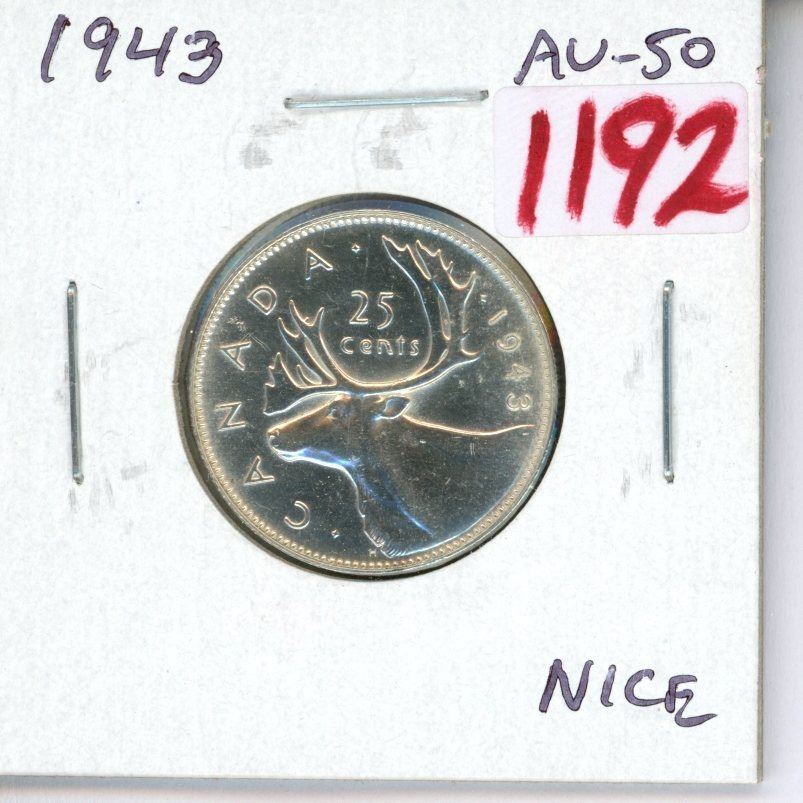 1943
AU-50
1192
CANADA
25
cents
1943
H
NICE